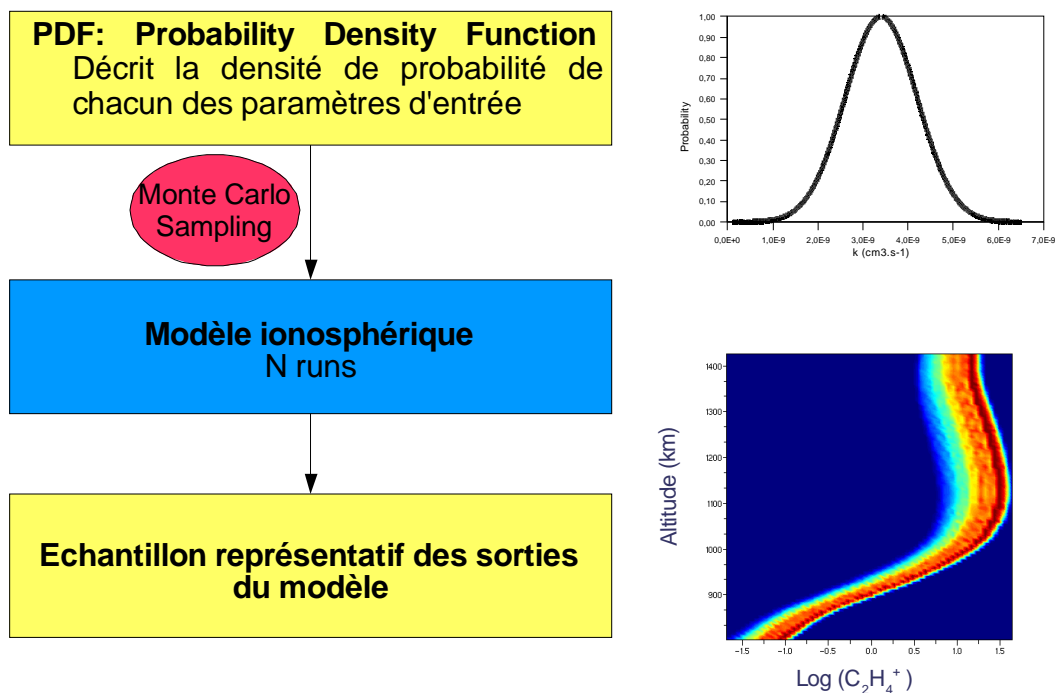 PDF: Probability Density Function
Décrit la densité de probabilité de
chacun des paramètres d'entrée
Monte Carlo
Sampling
Modèle ionosphérique
N runs
Echantillon représentatif des sorties
du modèle
1,00
0,90
0,80
0,70
0,60
0,50
0,40
0,30
0,20
0,10
0,00
Probability
0,0E+0 1,0E-9 2,0E-9 3,0E-9 4,0E-9 5,0E-9 6,0E-9 7,0E-9
k (cm3.s-1)
1400
1300
1200
1100
1000
900
Altitude (km)
−1.5 −1.0 −0.5 0.0 0.5 1.0 1.5
Log (C₂H₄⁺ )